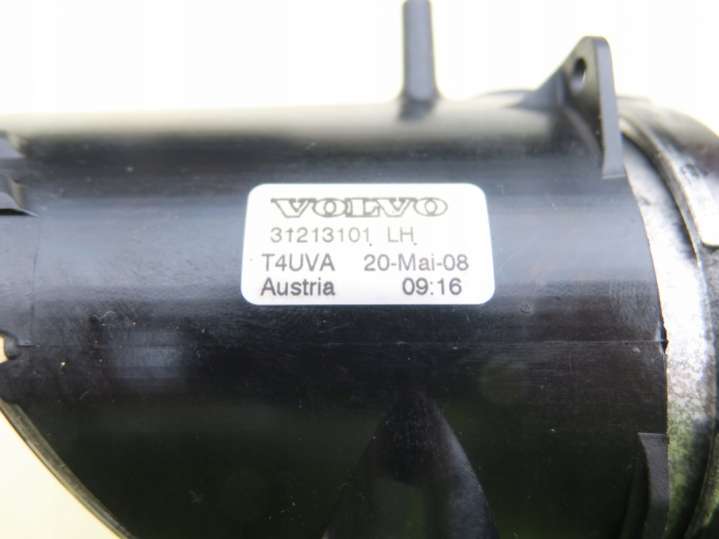 VOLVO
31213101 LH
T4UVA 20-Mai-08
Austria 09:16